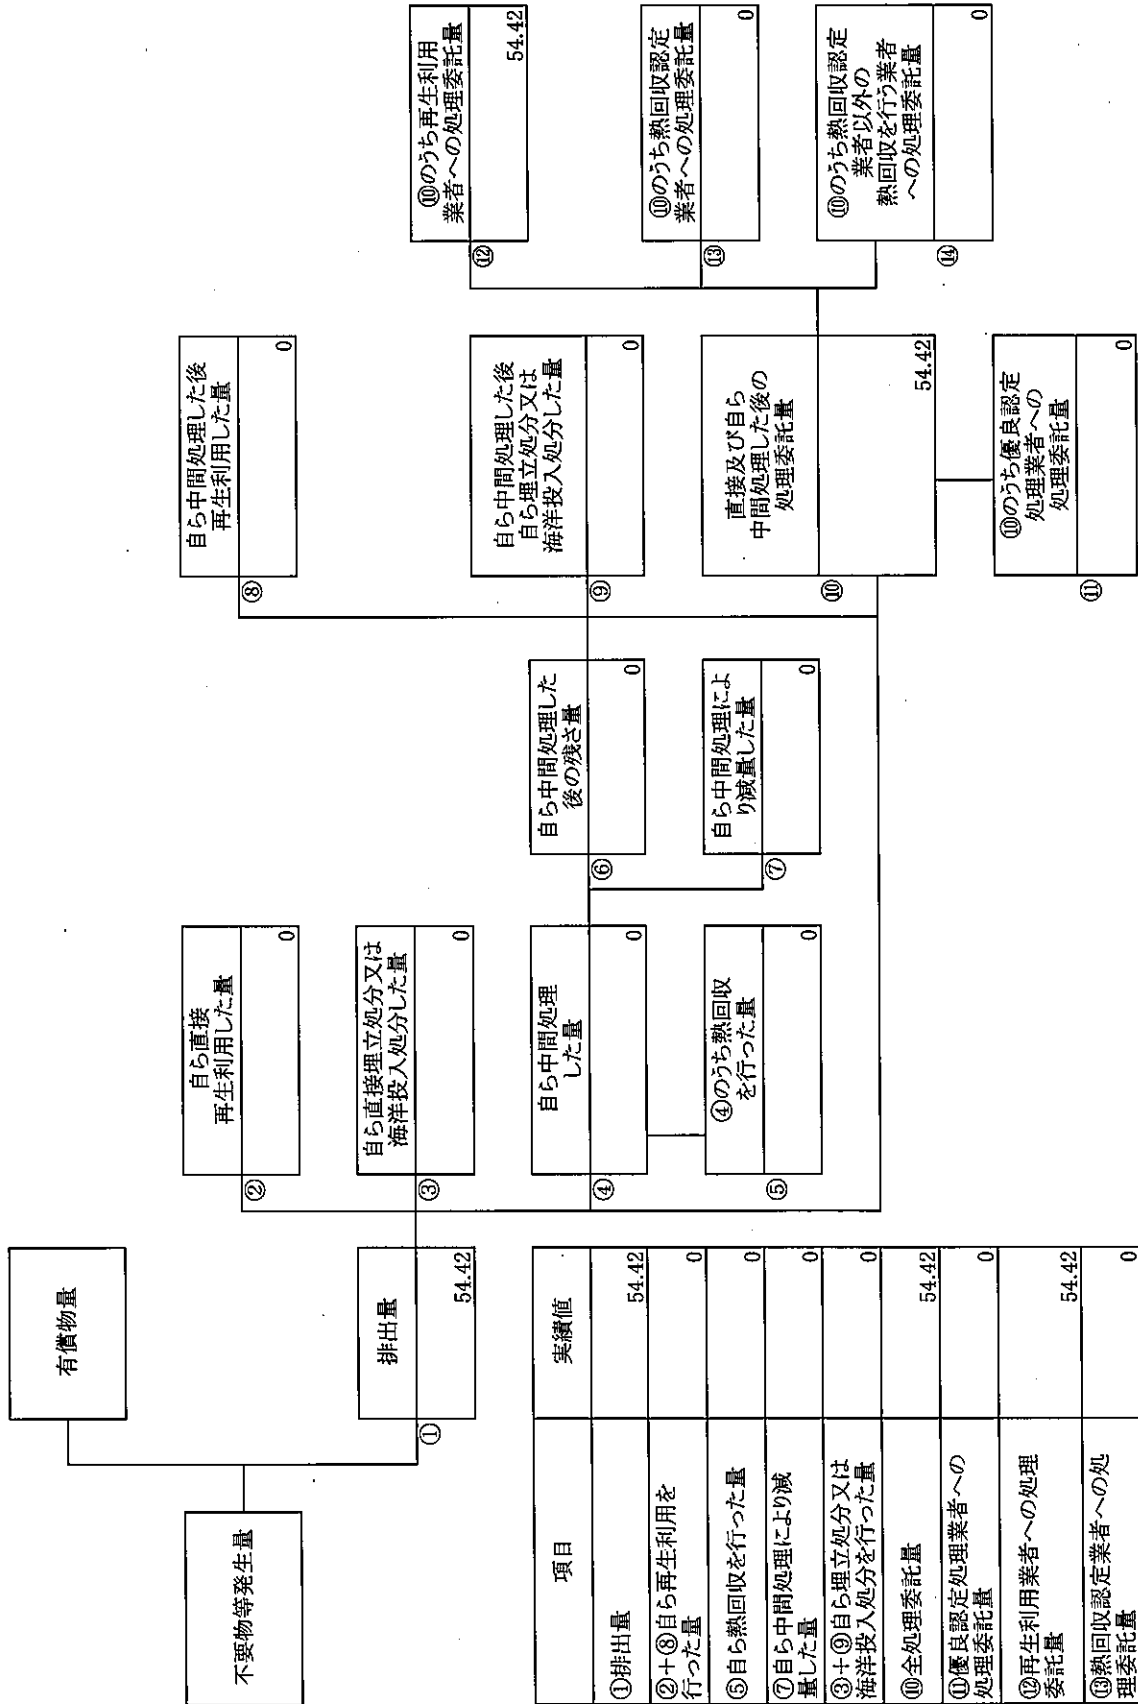 不要物等発生量
有償物量
排出量
①
54.42
自ら直接
再生利用した量
②
0
自ら直接埋立処分又は
海洋投入処分した量
③
0
自ら中間処理
した量
④
0
④のうち熱回収
を行った量
⑤
0
自ら中間処理した
後の残さ量
⑥
0
自ら中間処理によ
り減量した量
⑦
0
自ら中間処理した後
再生利用した量
⑧
0
自ら中間処理した後
自ら埋立処分又は
海洋投入処分した量
⑨
0
直接及び自ら
中間処理した後の
処理委託量
⑩
54.42
⑩のうち優良認定
処理業者への
処理委託量
⑪
0
⑩のうち再生利用
業者への処理委託量
⑫
54.42
⑩のうち熱回収認定
業者への処理委託量
⑬
0
⑩のうち熱回収認定
業者以外の
熱回収を行う業者
への処理委託量
⑭
0
項目 実績値
①排出量 54.42
②+⑧自ら再生利用を
行った量 0
⑤自ら熱回収を行った量 0
⑦自ら中間処理により減
量した量 0
③+⑨自ら埋立処分又は
海洋投入処分を行った量 0
⑩全処理委託量 54.42
⑪優良認定処理業者への
処理委託量 0
⑫再生利用業者への処理
委託量 54.42
⑬熱回収認定業者への処
理委託量 0